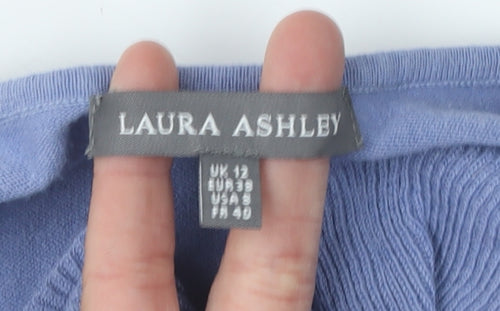 LAURA ASHLEY
UK 12
EUR 38
USA 8
FR 40